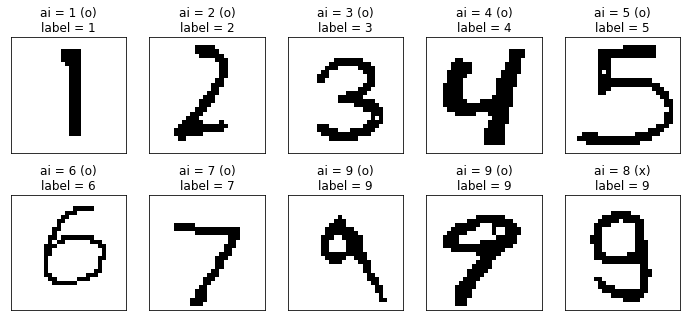 ai = 1 (o) ai = 2 (o) ai = 3 (o) ai = 4 (o) ai = 5 (o)
label = 1 label = 2 label = 3 label = 4 label = 5
1 2 3 4 5
ai = 6 (o) ai = 7 (o) ai = 9 (o) ai = 9 (o) ai = 8 (x)
label = 6 label = 7 label = 9 label = 9 label = 9
6 7 9 9 9